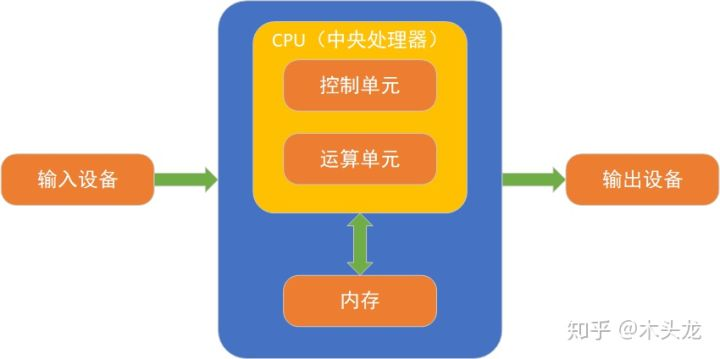 CPU（中央处理器）
控制单元
运算单元
输入设备
输出设备
内存
知乎 @木头龙